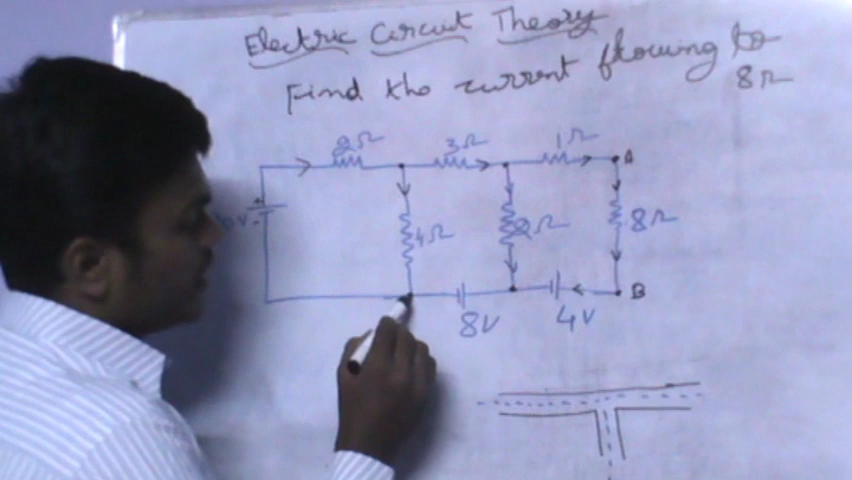 Electric Circuit Theory
Find the current flowing to
8Ω
2Ω 3Ω 1Ω A
+
-
4Ω 2Ω 8Ω
B
8V 4V